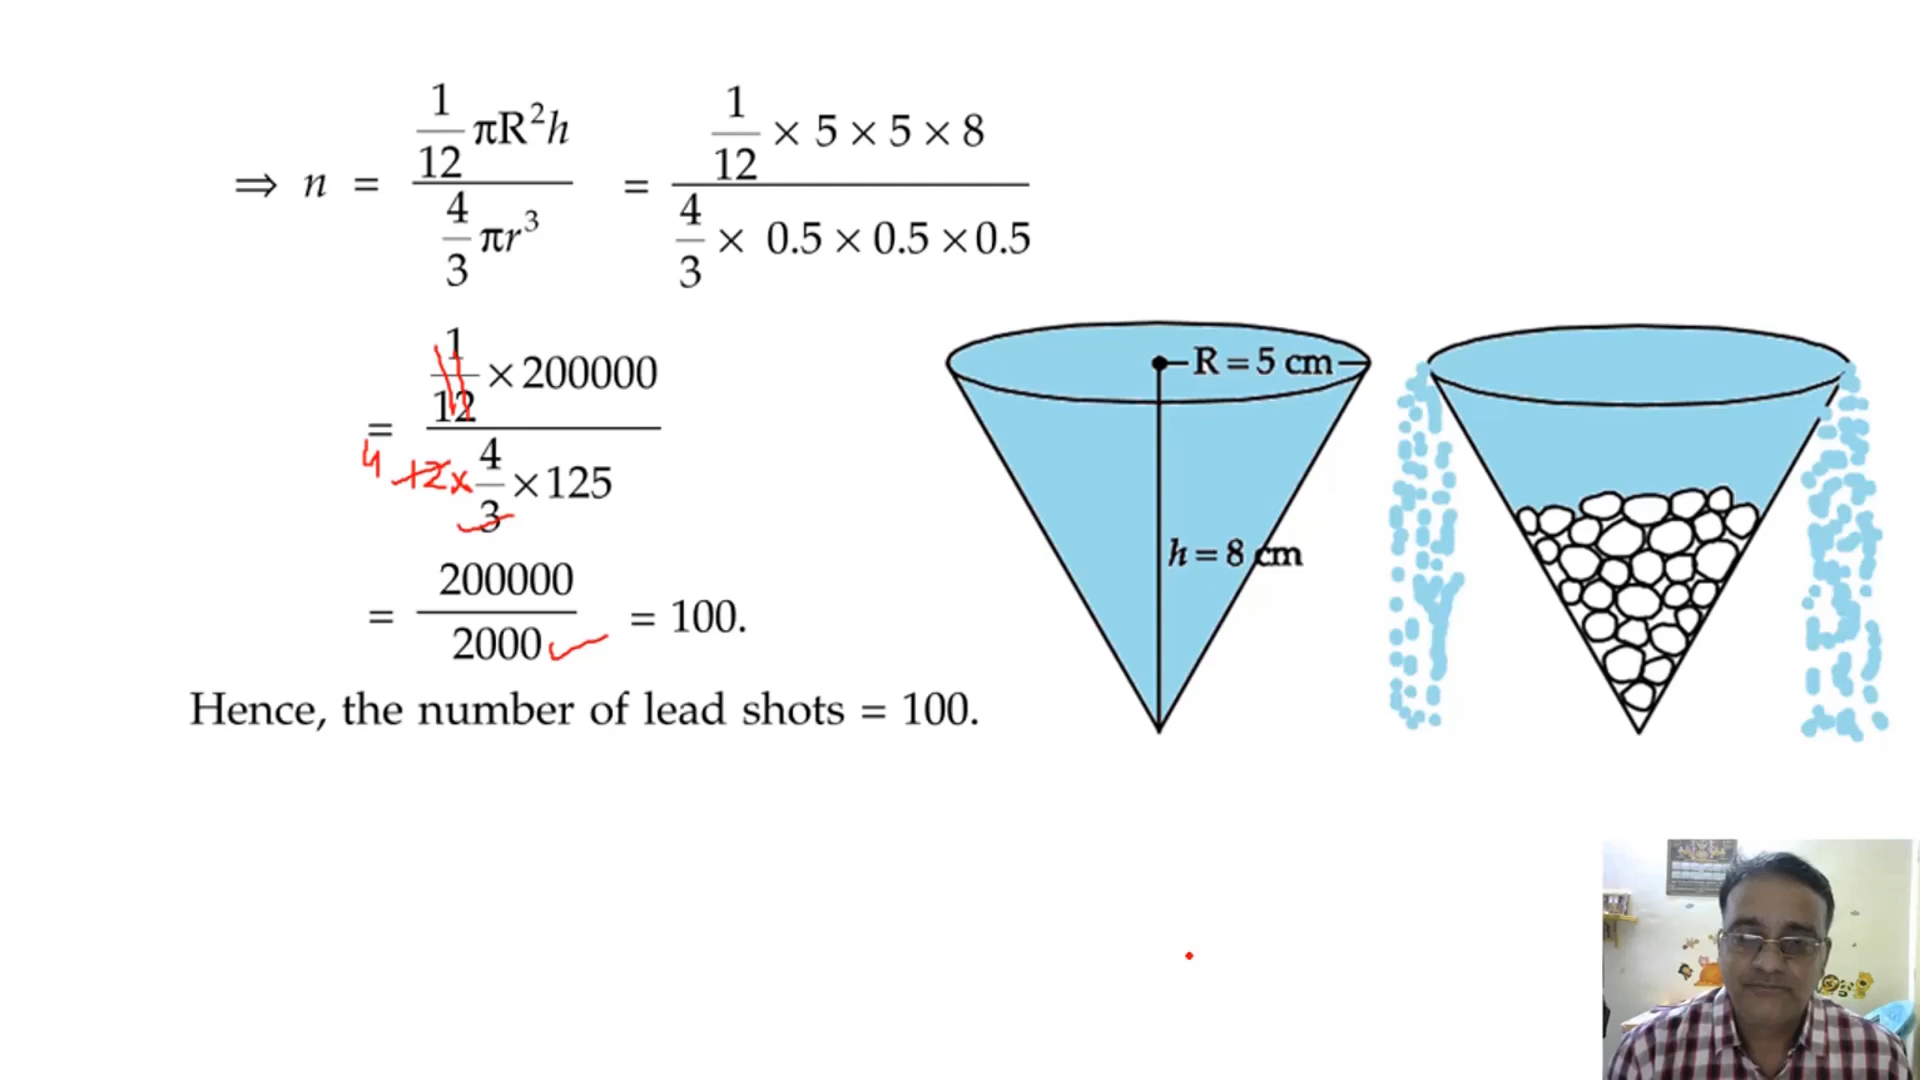 ⇒ n = (1/12 πR²h)/(4/3 πr³) = (1/12 × 5 × 5 × 8)/(4/3 × 0.5 × 0.5 × 0.5)
= (1/12 × 200000)/(4/3 × 125)
4 12×
= 200000/2000 = 100.
Hence, the number of lead shots = 100.
R = 5 cm
h = 8 cm